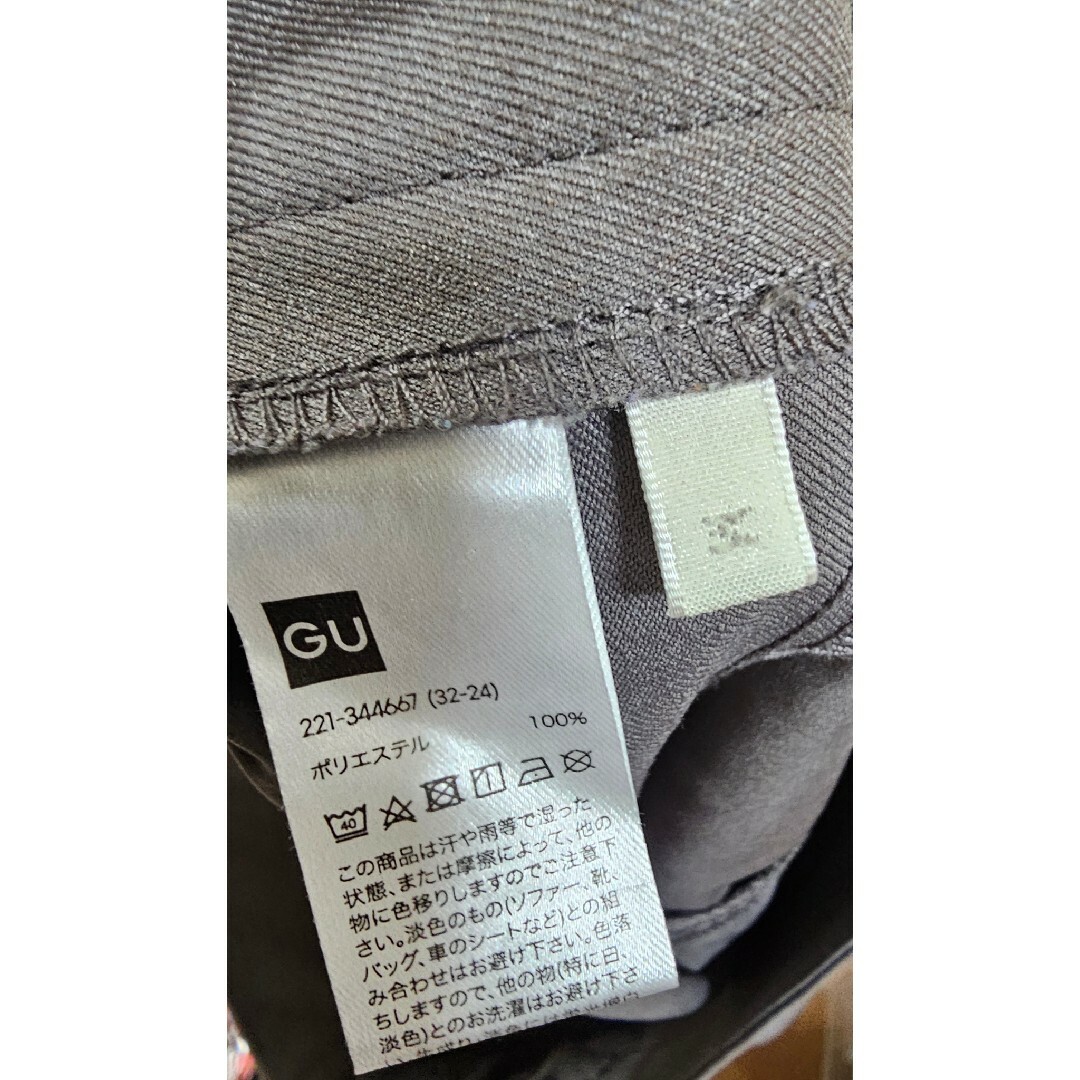 GU
221-344667 (32-24)
ポリエステル 100%
40
この商品は汗や雨等で湿った
状態、または摩擦によって、他の
物に色移りしますのでご注意下
さい。淡色のもの(ソファー、靴、
バッグ、車のシートなど)との組
み合わせはお避け下さい。色落
ちしますので、他の物(特に白・
淡色)とのお洗濯はお避け下さ
M